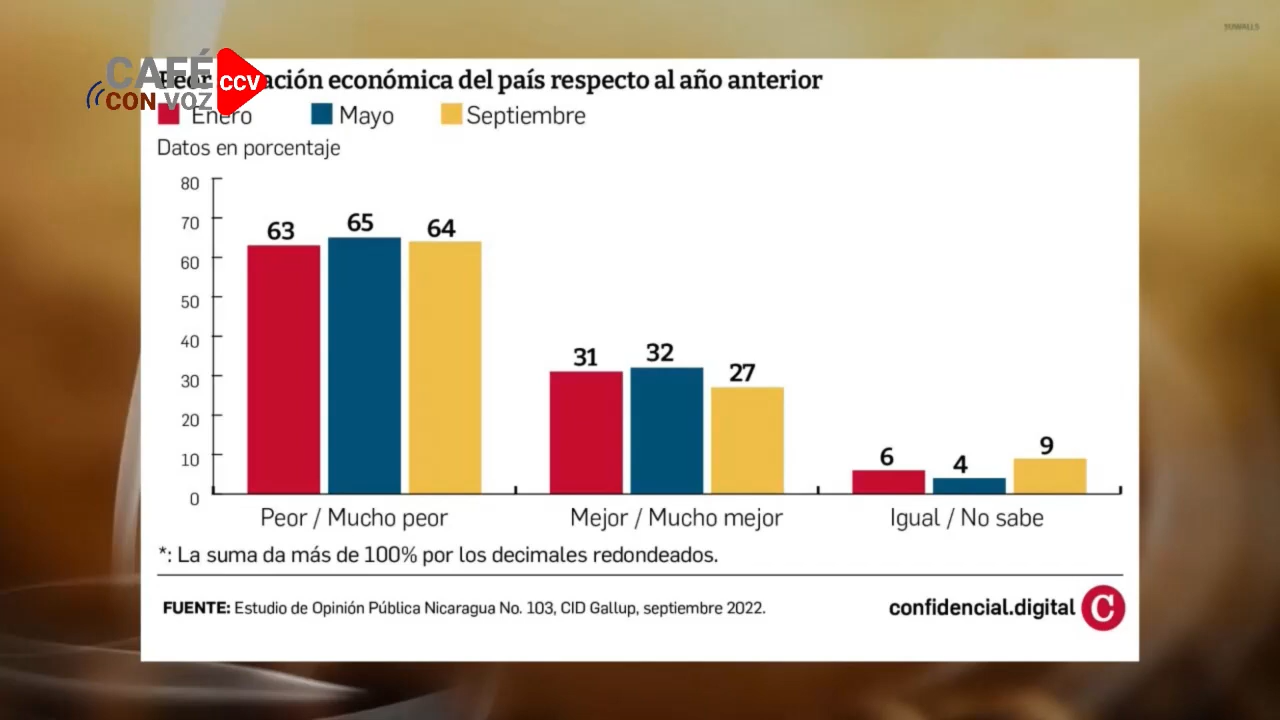 MAWALLS
CAFÉ
CON VOZ
CCV
ación económica del país respecto al año anterior
Enero Mayo Septiembre
Datos en porcentaje
80
70
60
50
40
30
20
10
0
63 65 64
31 32 27
6 4 9
Peor / Mucho peor Mejor / Mucho mejor Igual / No sabe
*: La suma da más de 100% por los decimales redondeados.
FUENTE: Estudio de Opinión Pública Nicaragua No. 103, CID Gallup, septiembre 2022.
confidencial.digital C